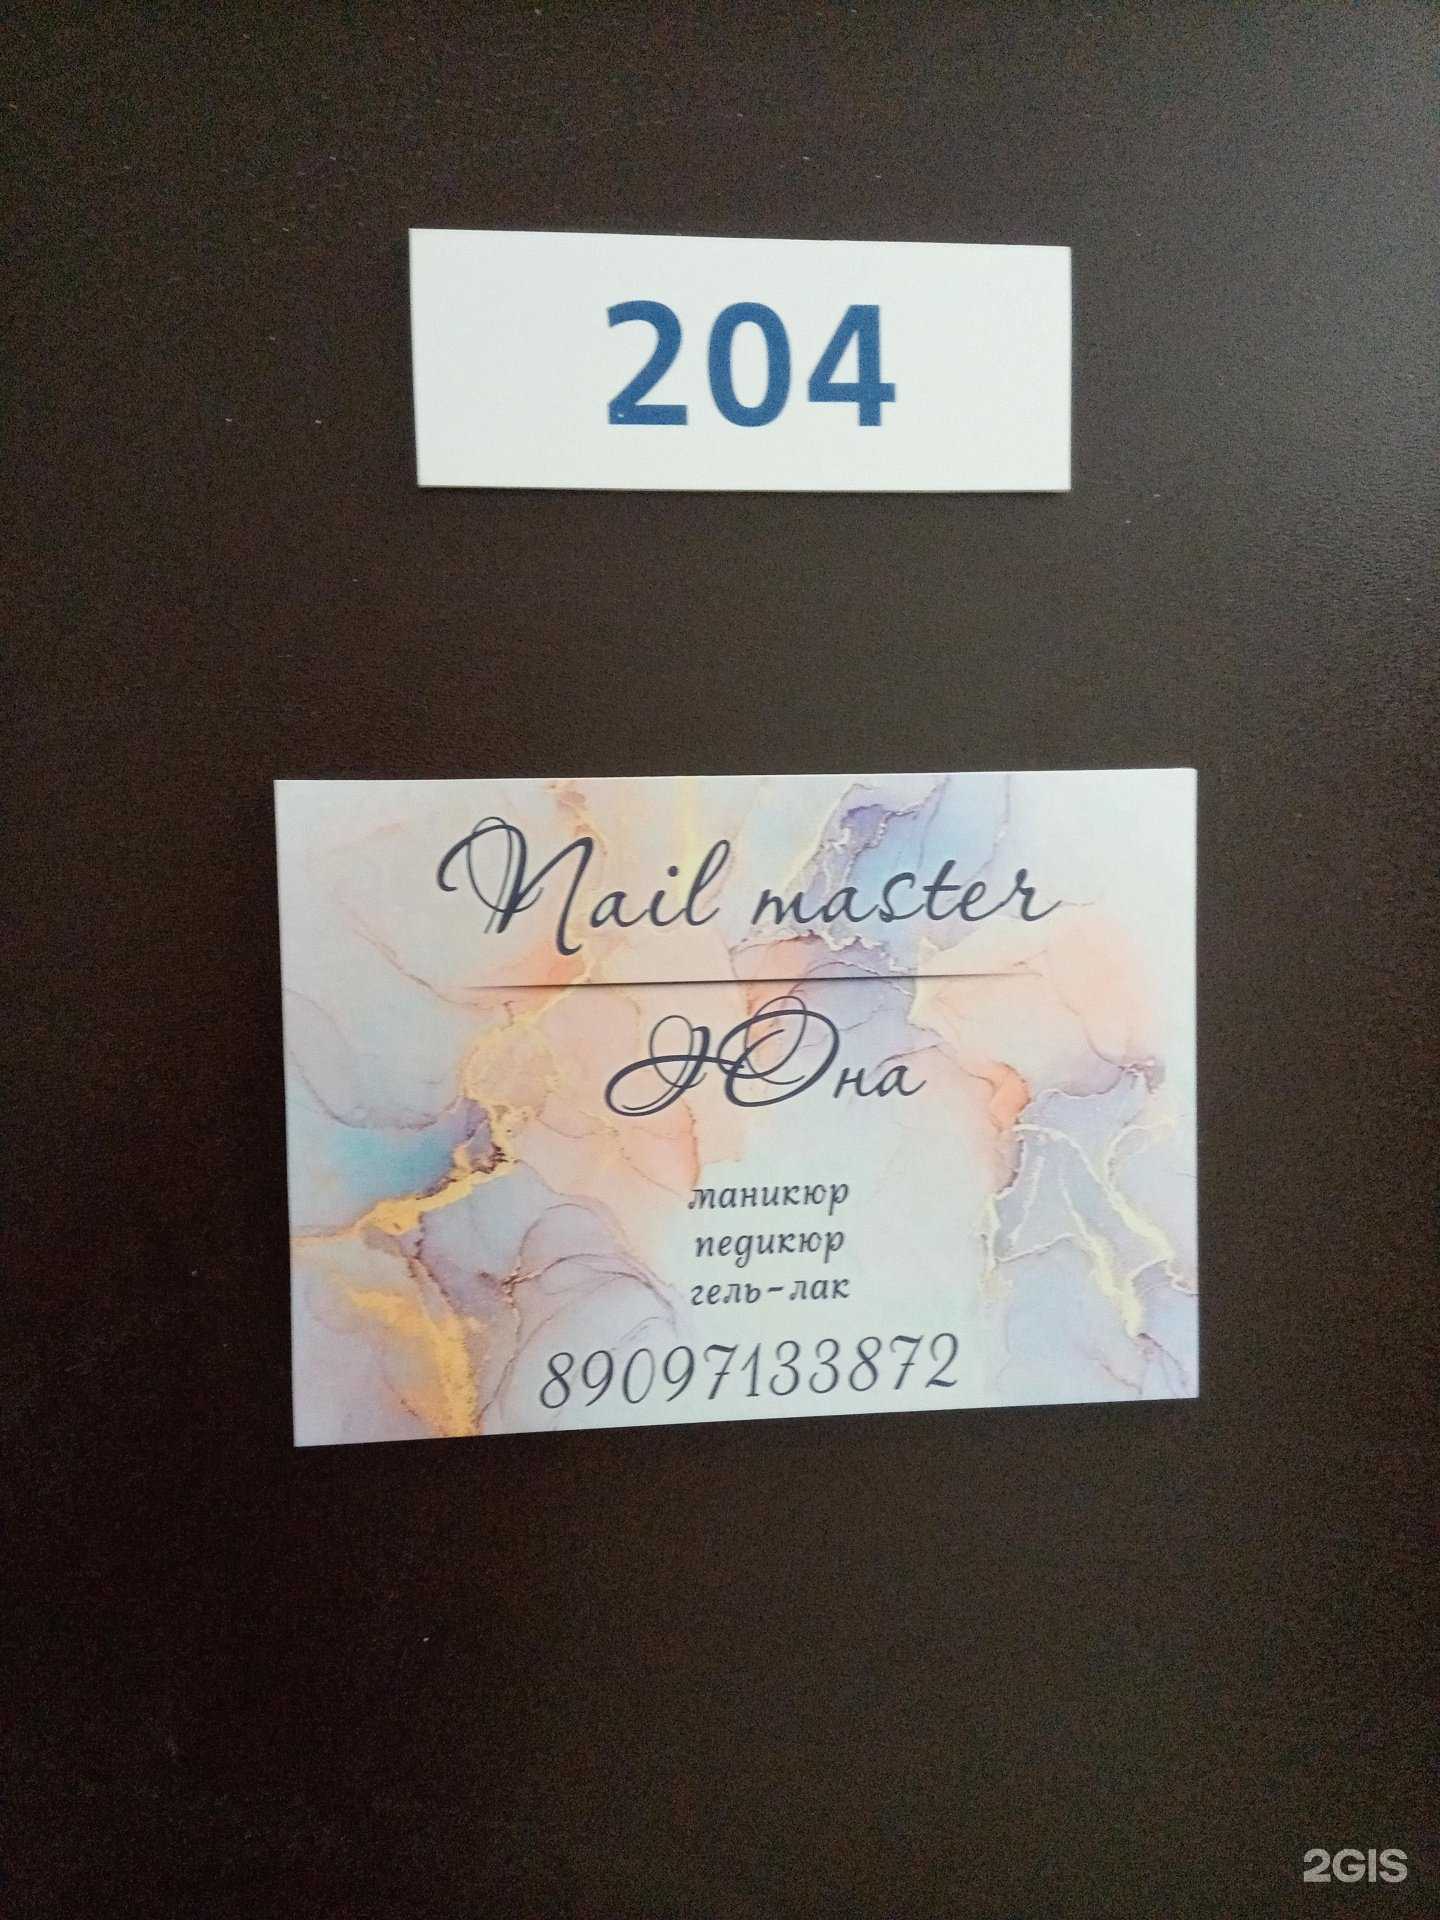 204
Nail master
Юна
маникюр
педикюр
гель-лак
89097133872
2GIS